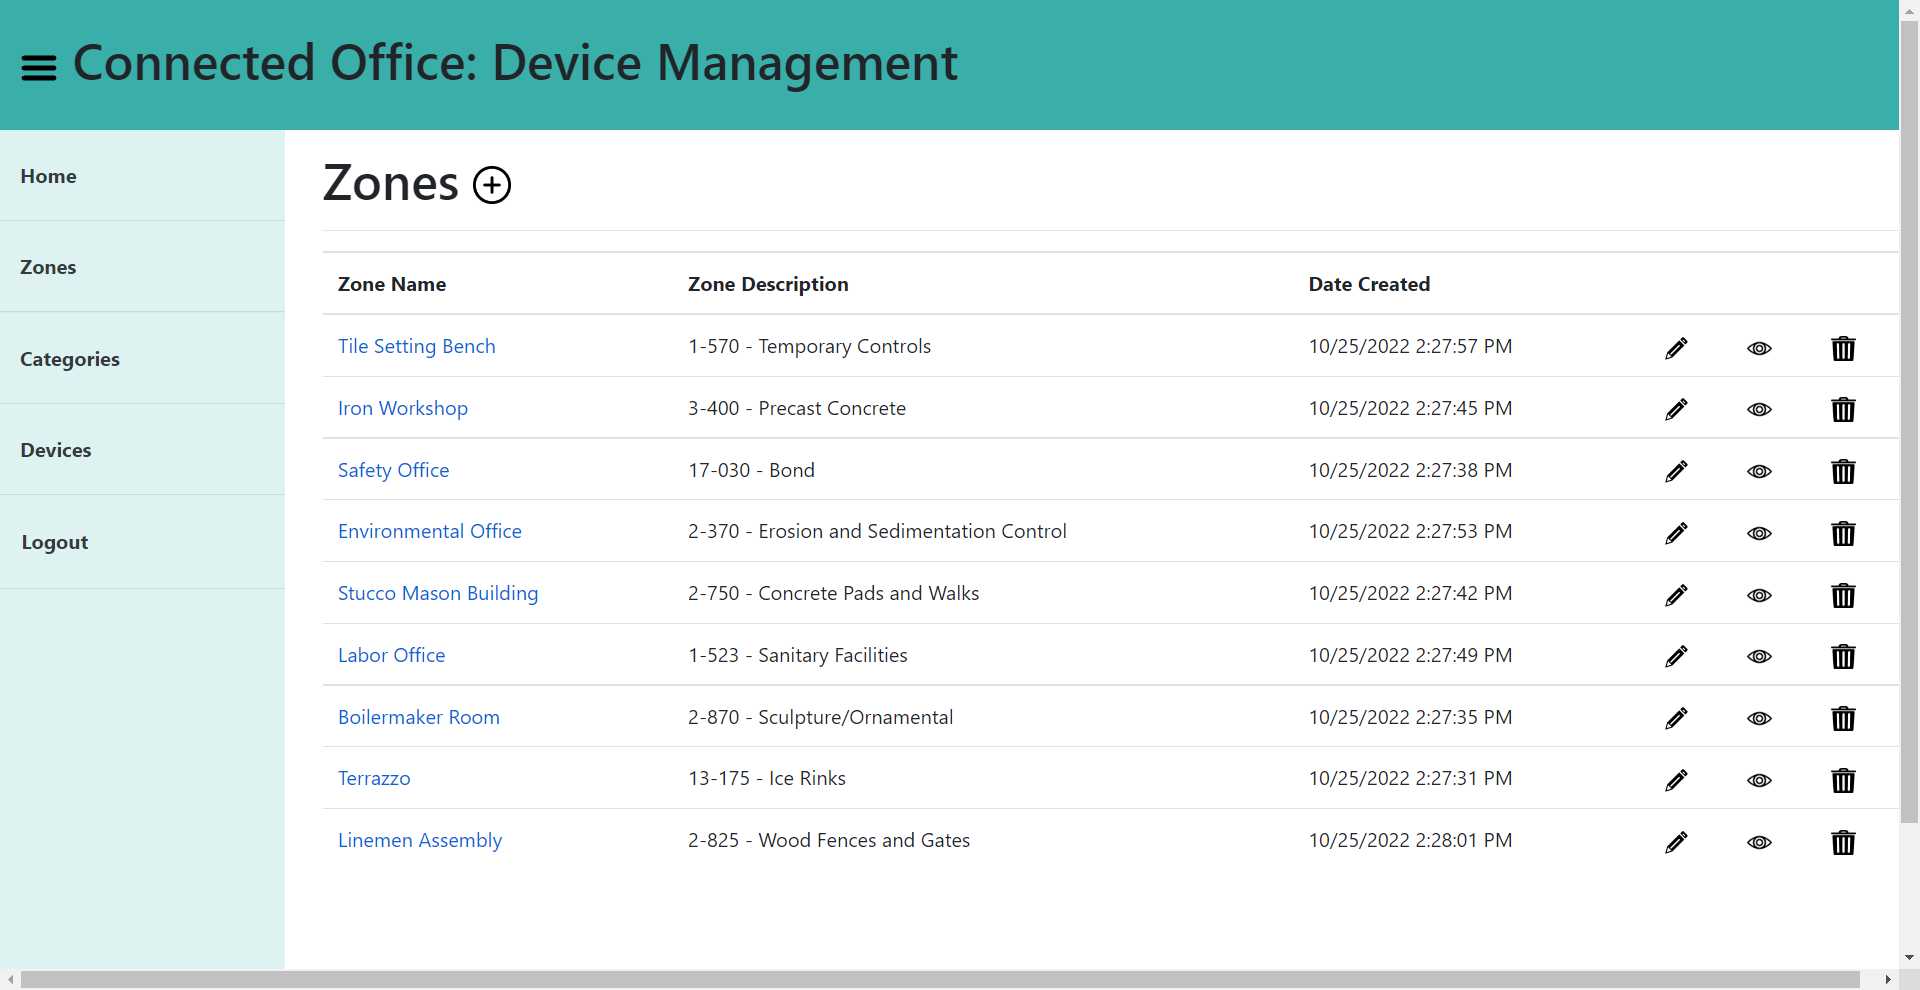 Connected Office: Device Management
Home
Zones
Categories
Devices
Logout
Zones
Zone Name Zone Description Date Created
Tile Setting Bench 1-570 - Temporary Controls 10/25/2022 2:27:57 PM
Iron Workshop 3-400 - Precast Concrete 10/25/2022 2:27:45 PM
Safety Office 17-030 - Bond 10/25/2022 2:27:38 PM
Environmental Office 2-370 - Erosion and Sedimentation Control 10/25/2022 2:27:53 PM
Stucco Mason Building 2-750 - Concrete Pads and Walks 10/25/2022 2:27:42 PM
Labor Office 1-523 - Sanitary Facilities 10/25/2022 2:27:49 PM
Boilermaker Room 2-870 - Sculpture/Ornamental 10/25/2022 2:27:35 PM
Terrazzo 13-175 - Ice Rinks 10/25/2022 2:27:31 PM
Linemen Assembly 2-825 - Wood Fences and Gates 10/25/2022 2:28:01 PM